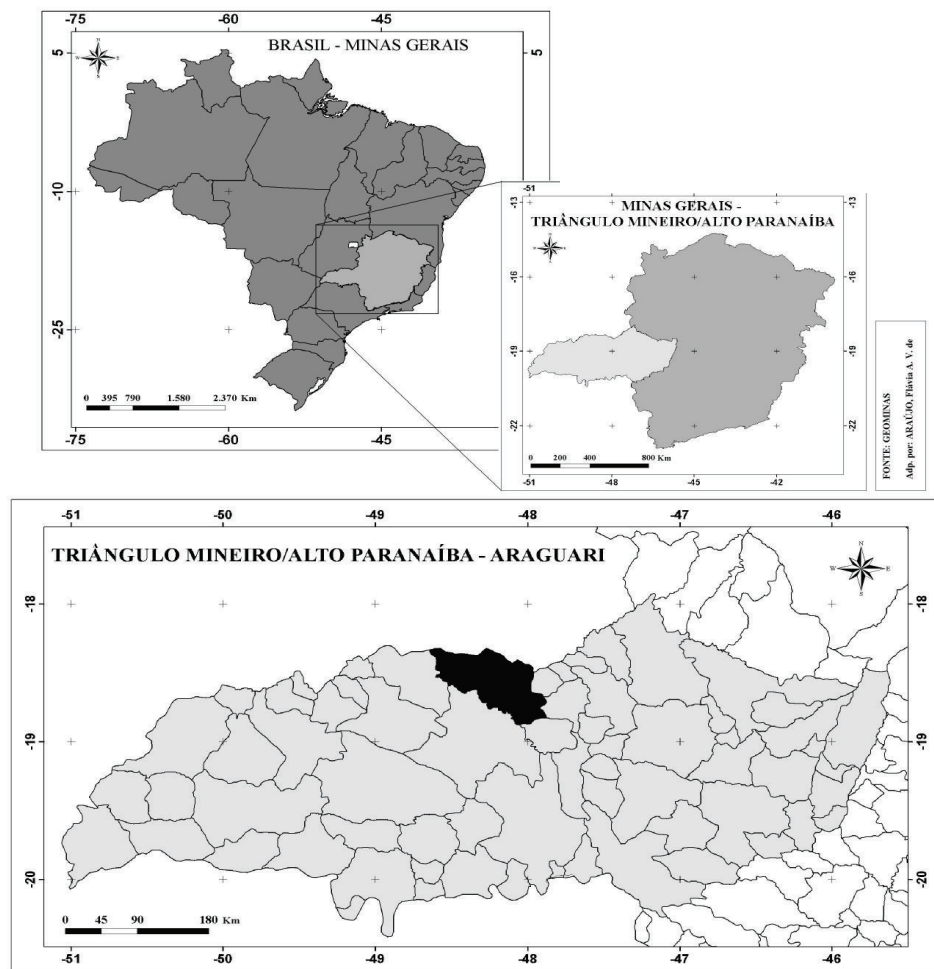 -75
-60
-45
BRASIL - MINAS GERAIS
5
5
N
W
E
S
-10
-25
0 395 790 1.580 2.370 Km
-75
-60
-45
-51
-48
-45
-42
MINAS GERAIS -
TRIÂNGULO MINEIRO/ALTO PARANAÍBA
-13
-13
-16
-16
-19
-19
-22
-22
0 200 400 800 Km
-51
-48
-45
-42
FONTE: GEOMINAS
Adp. por: ARAÚJO, Flávia A. V. de
-51
-50
-49
-48
-47
-46
TRIÂNGULO MINEIRO/ALTO PARANAÍBA - ARAGUARI
N
W
E
S
-18
-18
-19
-19
-20
-20
0 45 90 180 Km
-51
-50
-49
-48
-47
-46